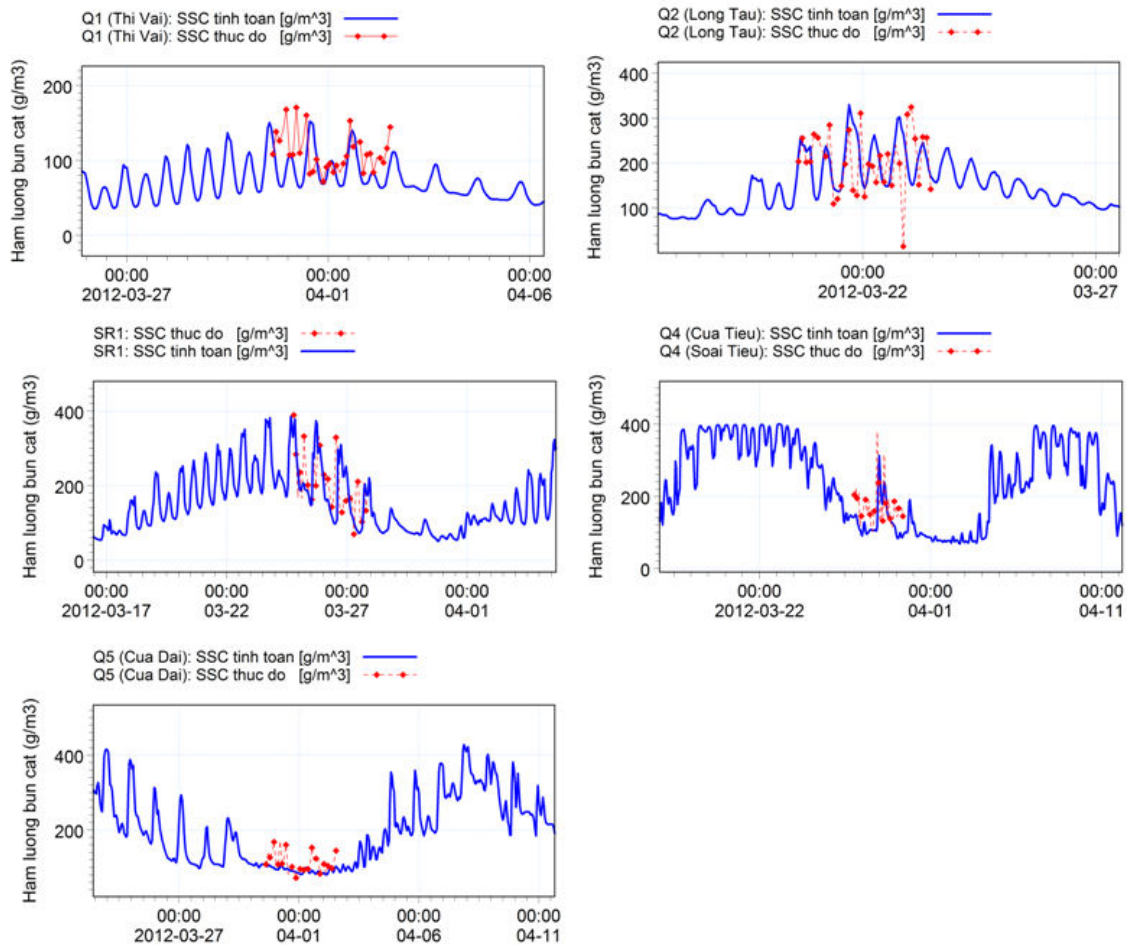 Q1 (Thi Vai): SSC tinh toan [g/m^3]
Q1 (Thi Vai): SSC thuc do [g/m^3]
Ham luong bun cat (g/m3)
200
100
0
00:00 00:00 00:00
2012-03-27 04-01 04-06
Q2 (Long Tau): SSC tinh toan [g/m^3]
Q2 (Long Tau): SSC thuc do [g/m^3]
Ham luong bun cat (g/m3)
400
300
200
100
00:00 00:00
2012-03-22 03-27
SR1: SSC thuc do [g/m^3]
SR1: SSC tinh toan [g/m^3]
Ham luong bun cat (g/m3)
400
200
0
00:00 00:00 00:00 00:00
2012-03-17 03-22 03-27 04-01
Q4 (Cua Tieu): SSC tinh toan [g/m^3]
Q4 (Soai Tieu): SSC thuc do [g/m^3]
Ham luong bun cat (g/m3)
400
200
0
00:00 00:00 00:00
2012-03-22 04-01 04-11
Q5 (Cua Dai): SSC tinh toan [g/m^3]
Q5 (Cua Dai): SSC thuc do [g/m^3]
Ham luong bun cat (g/m3)
400
200
00:00 00:00 00:00 00:00
2012-03-27 04-01 04-06 04-11